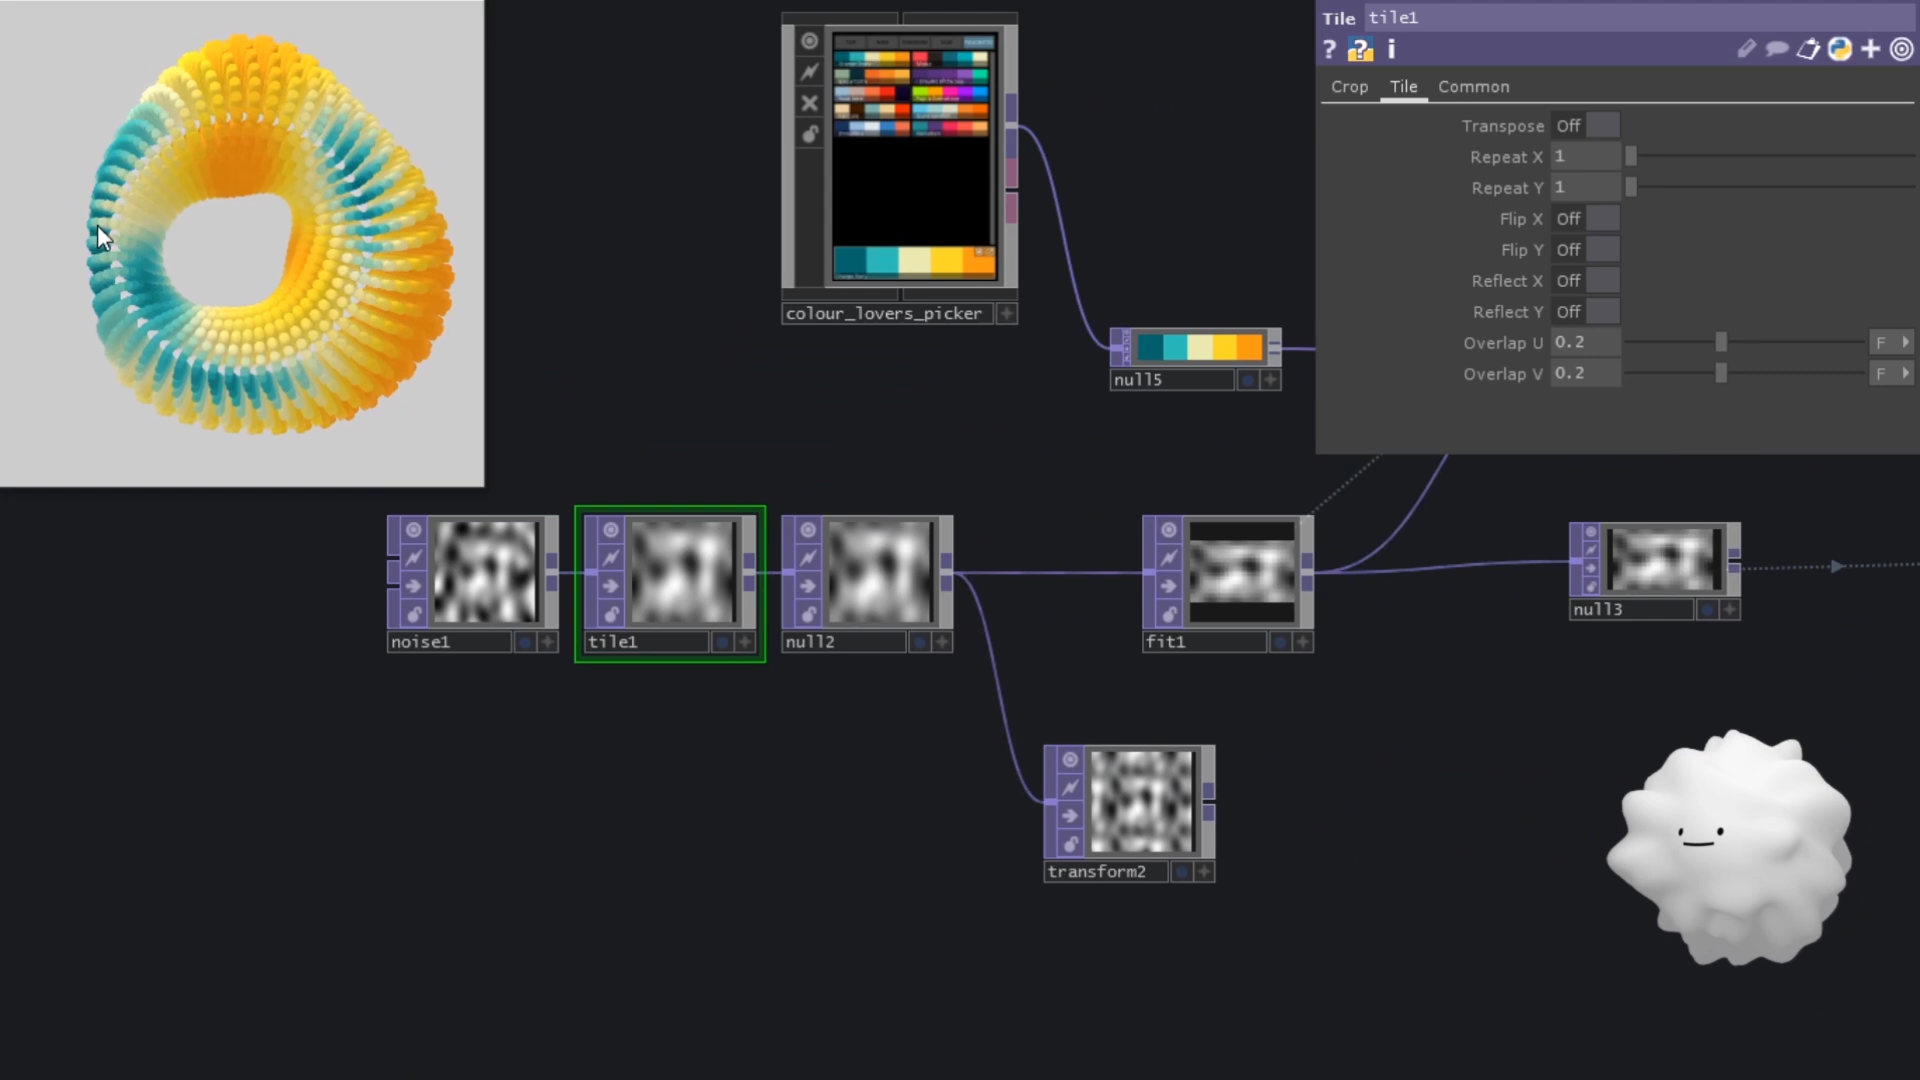 Tile tile1
? ? i
Crop Tile Common
Transpose Off
Repeat X 1
Repeat Y 1
Flip X Off
Flip Y Off
Reflect X Off
Reflect Y Off
Overlap U 0.2 F
Overlap V 0.2 F
colour_lovers_picker
null5
noise1
tile1
null2
fit1
null3
transform2